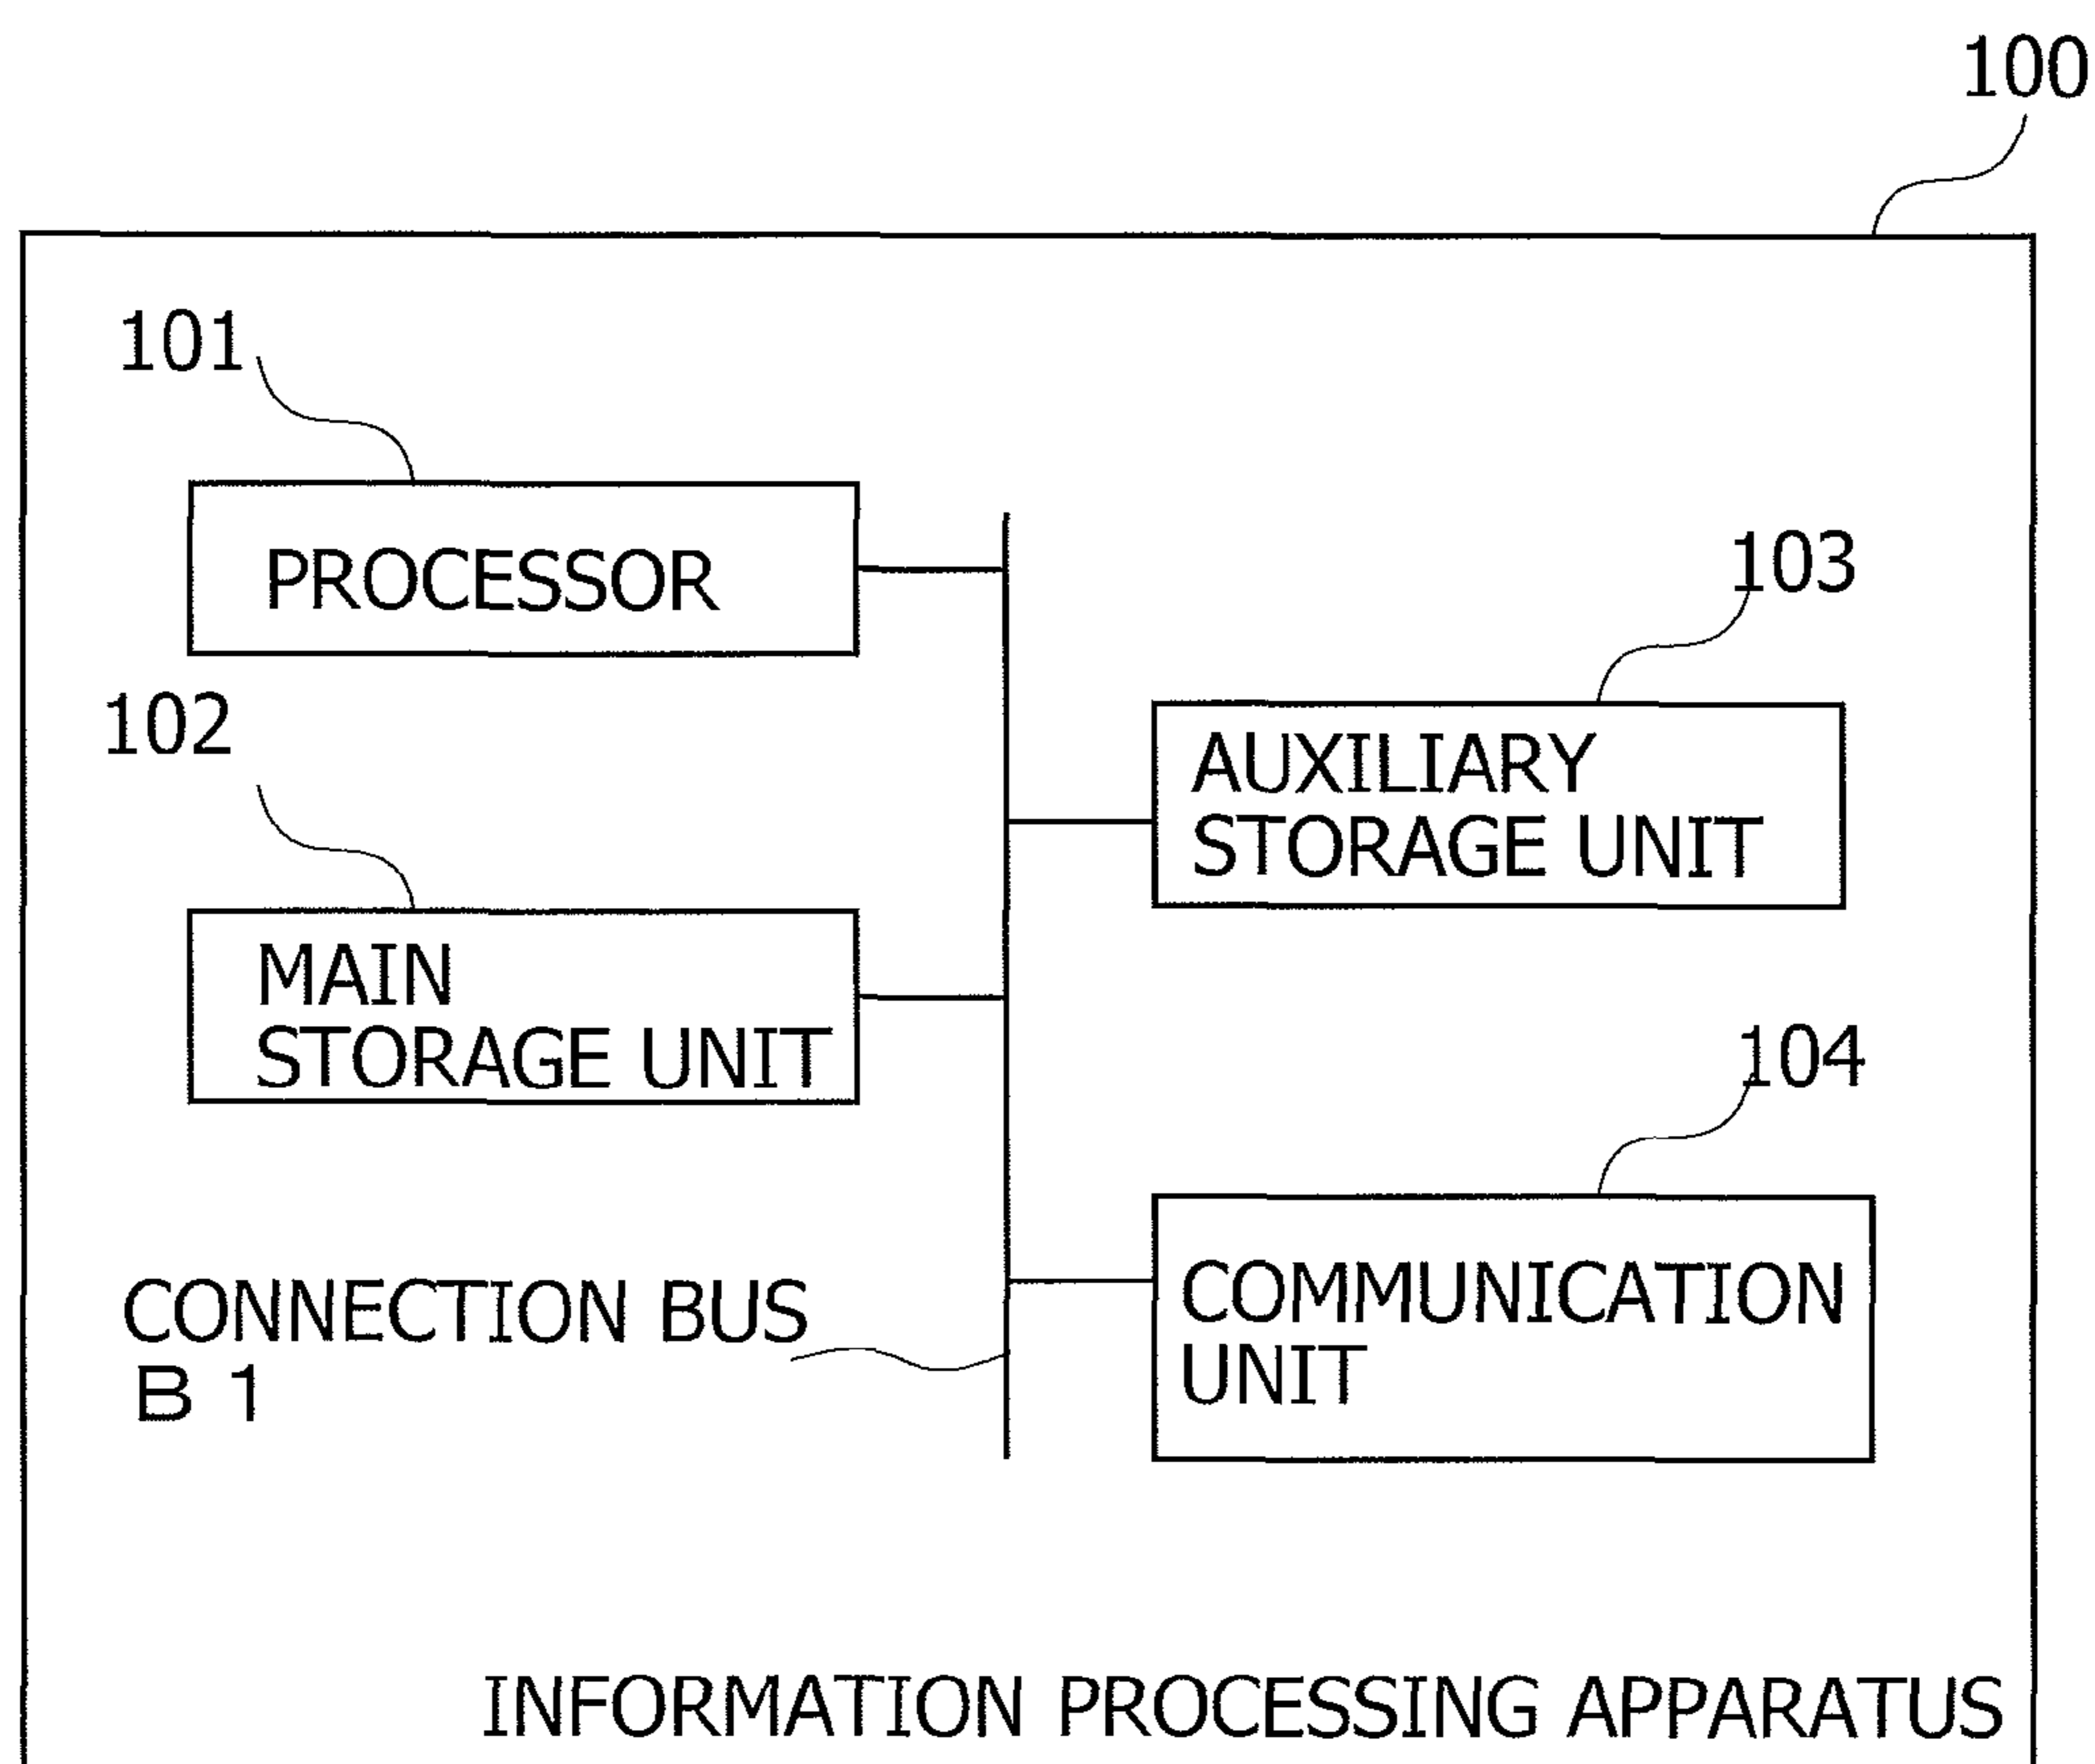 100
101
PROCESSOR
103
102
AUXILIARY
STORAGE UNIT
MAIN
STORAGE UNIT
104
CONNECTION BUS
B 1
COMMUNICATION
UNIT
INFORMATION PROCESSING APPARATUS